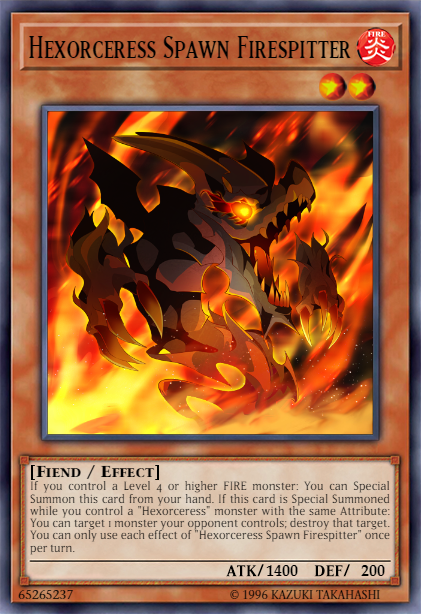 Hexorceress Spawn Firespitter
FIRE
炎
[Fiend / Effect]
If you control a Level 4 or higher FIRE monster: You can Special
Summon this card from your hand. If this card is Special Summoned
while you control a "Hexorceress" monster with the same Attribute:
You can target 1 monster your opponent controls; destroy that target.
You can only use each effect of "Hexorceress Spawn Firespitter" once
per turn.
ATK/1400 DEF/ 200
65265237
© 1996 KAZUKI TAKAHASHI